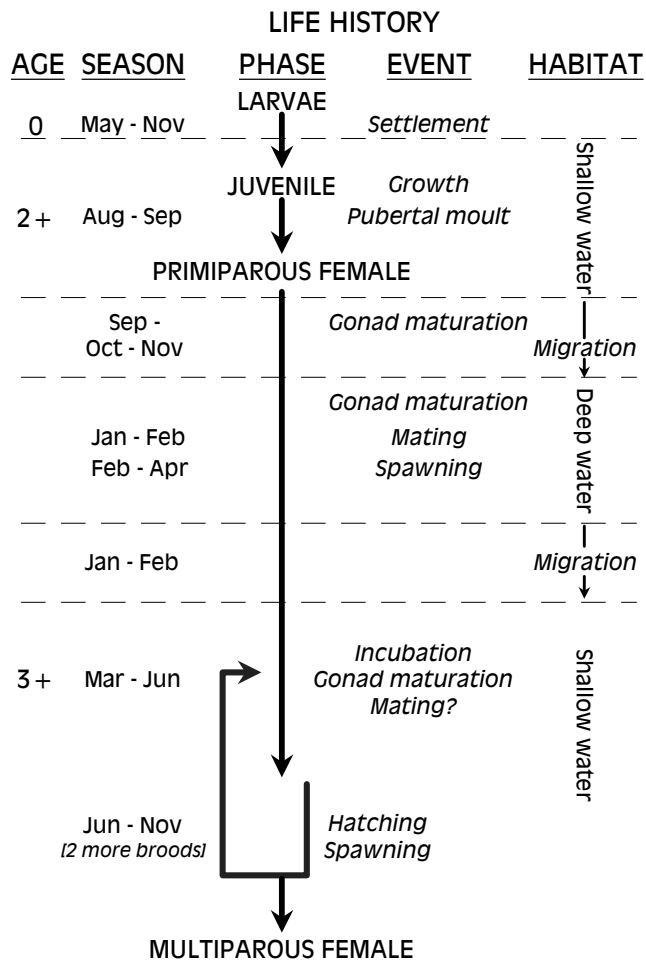 LIFE HISTORY
AGE SEASON PHASE EVENT HABITAT
LARVAE
0 May - Nov Settlement
JUVENILE Growth
2+ Aug - Sep Pubertal moult
Shallow water
PRIMIPAROUS FEMALE
Sep - Gonad maturation
Oct - Nov Migration
Gonad maturation
Jan - Feb Mating
Feb - Apr Spawning
Deep water
Jan - Feb Migration
Incubation
3+ Mar - Jun Gonad maturation
Mating?
Shallow water
Jun - Nov Hatching
[2 more broods] Spawning
MULTIPAROUS FEMALE